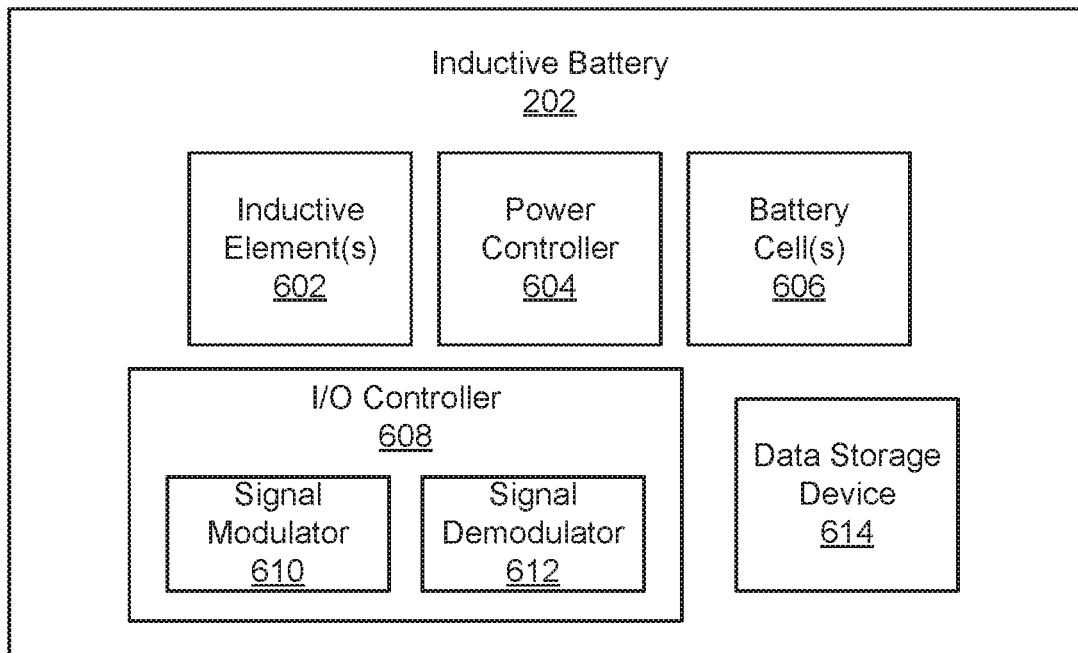 Inductive Battery
202
Inductive
Element(s)
602
Power
Controller
604
Battery
Cell(s)
606
I/O Controller
608
Signal
Modulator
610
Signal
Demodulator
612
Data Storage
Device
614